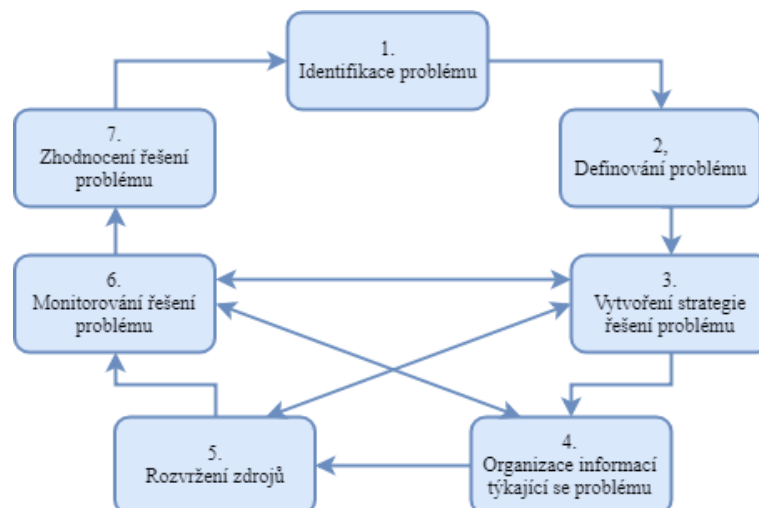 1.
Identifikace problému
2,
Definování problému
3.
Vytvoření strategie
řešení problému
4.
Organizace informací
týkající se problému
5.
Rozvržení zdrojů
6.
Monitorování řešení
problému
7.
Zhodnocení řešení
problému